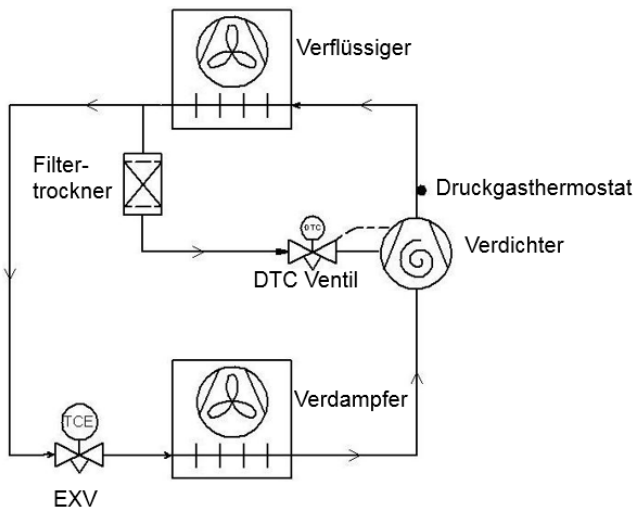 Verflüssiger
Filter-
trockner
Druckgasthermostat
DTC
Verdichter
DTC Ventil
Verdampfer
TCE
EXV